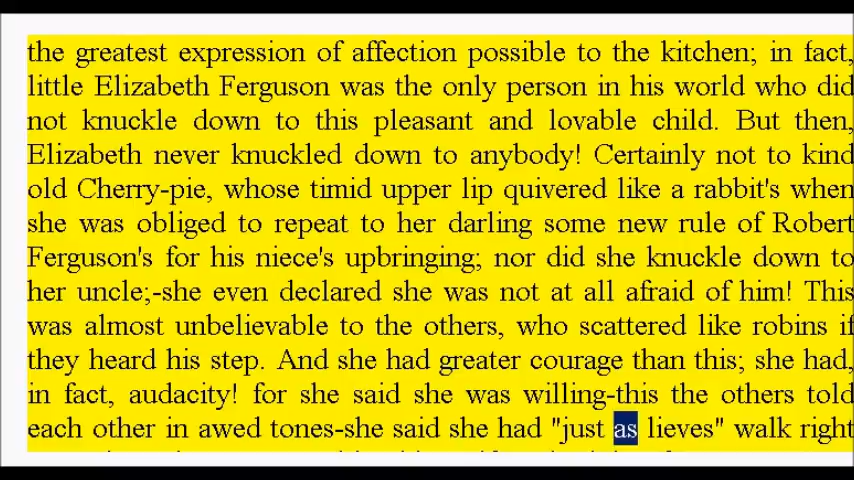 the greatest expression of affection possible to the kitchen; in fact,
little Elizabeth Ferguson was the only person in his world who did
not knuckle down to this pleasant and lovable child. But then,
Elizabeth never knuckled down to anybody! Certainly not to kind
old Cherry-pie, whose timid upper lip quivered like a rabbit's when
she was obliged to repeat to her darling some new rule of Robert
Ferguson's for his niece's upbringing; nor did she knuckle down to
her uncle;-she even declared she was not at all afraid of him! This
was almost unbelievable to the others, who scattered like robins if
they heard his step. And she had greater courage than this; she had,
in fact, audacity! for she said she was willing-this the others told
each other in awed tones-she said she had "just as lieves" walk right